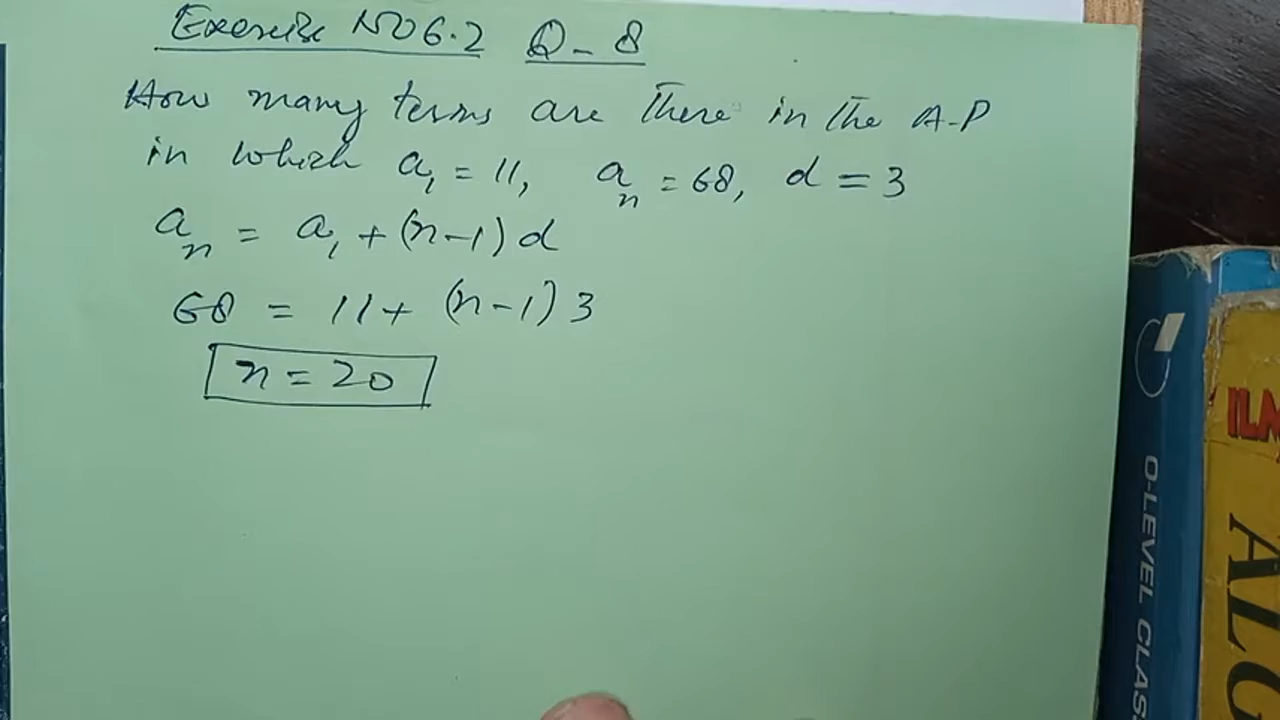 Exercise NO 6.2 Q-8
How many terms are there in the A-P
in which a₁ = 11, aₙ = 68, d = 3
aₙ = a₁ + (n-1) d
68 = 11 + (n-1) 3
n = 20
O-LEVEL CLAS